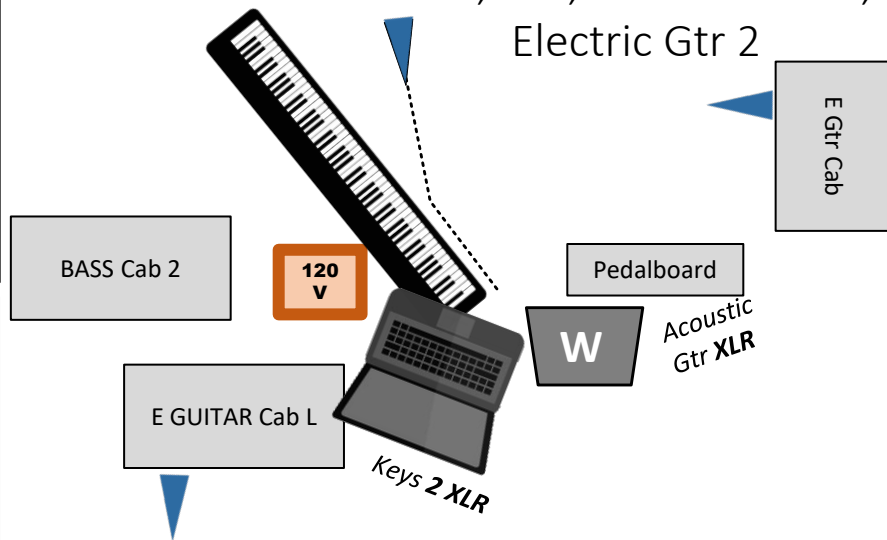 Electric Gtr 2
E Gtr Cab
BASS Cab 2
120
V
Pedalboard
W
Acoustic
Gtr XLR
E GUITAR Cab L
Keys 2 XLR